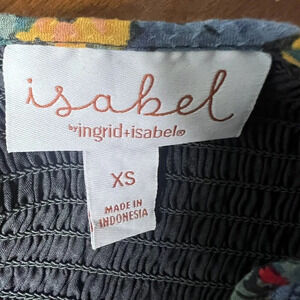 isabel
by ingrid+isabel®
XS
MADE IN
INDONESIA